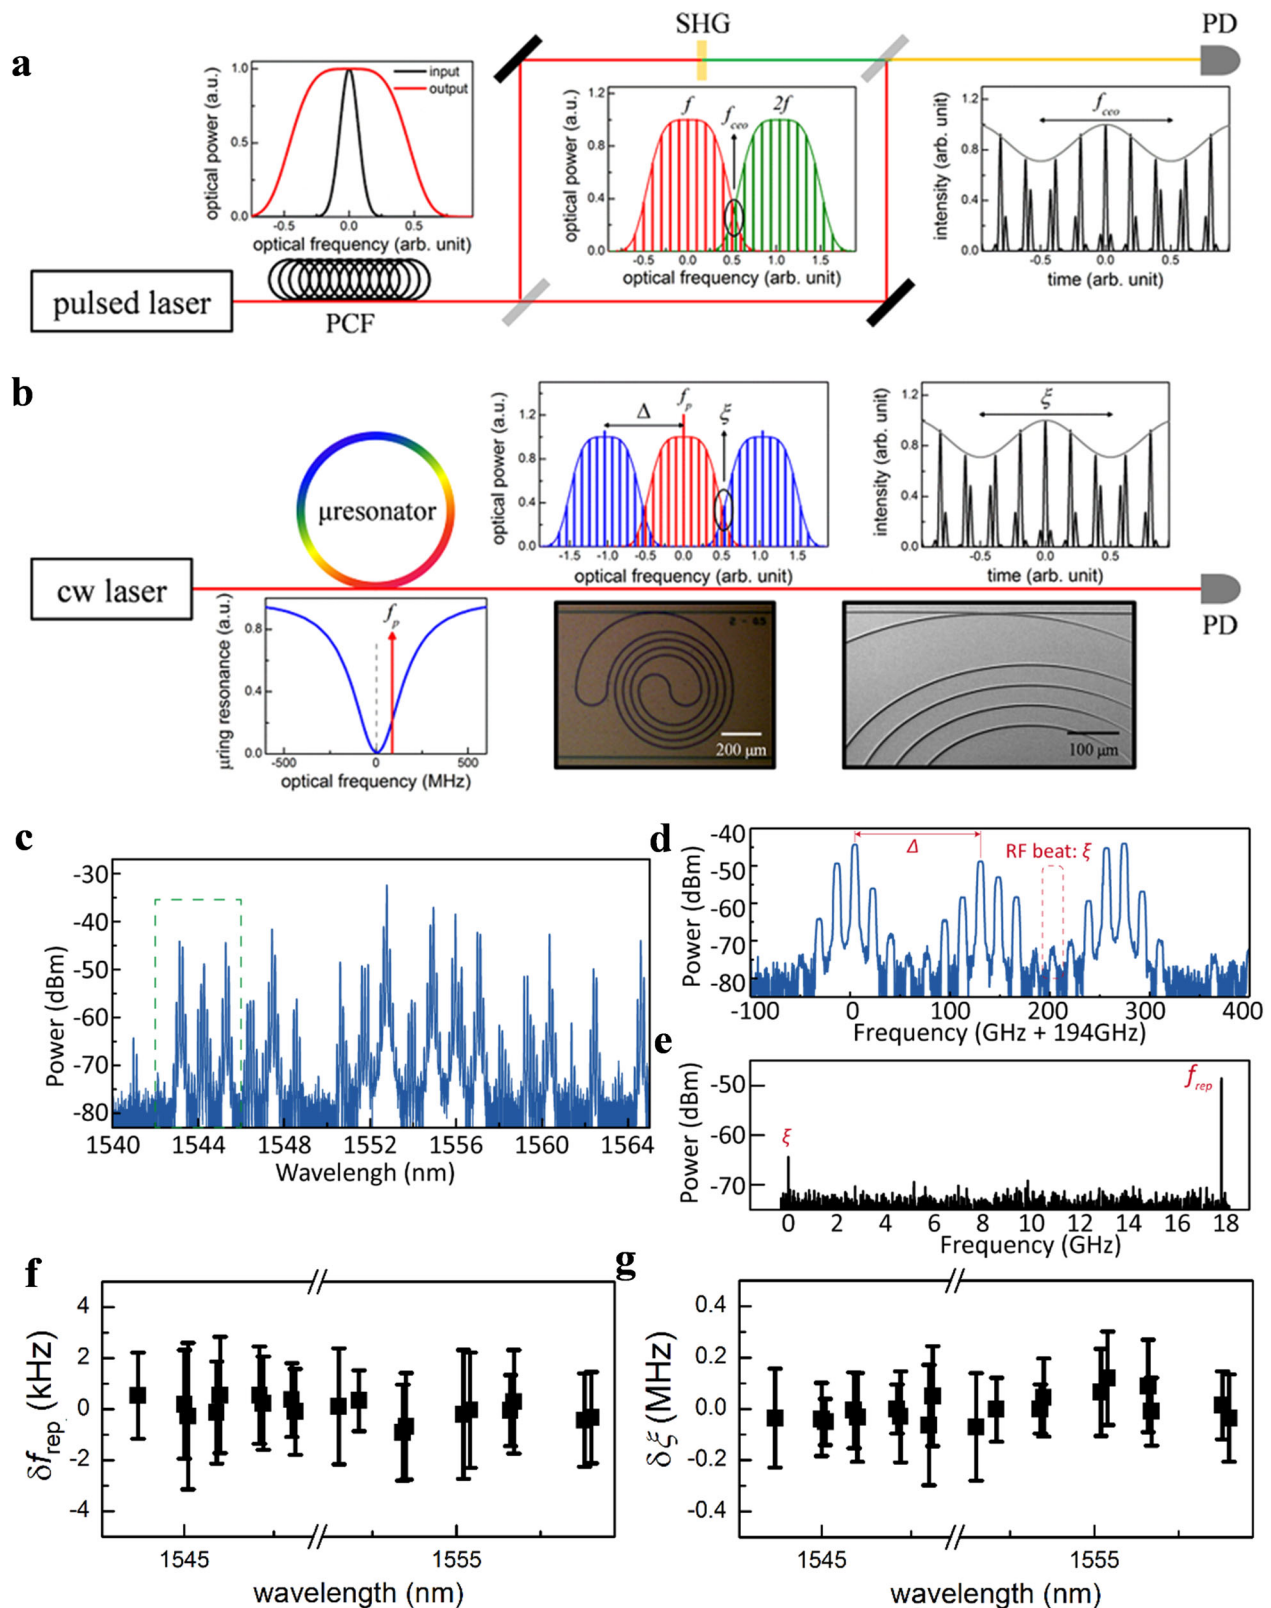 a
SHG
PD
input
output
optical power (a.u.)
1.0
0.5
0.0
-0.5
0.0
0.5
optical frequency (arb. unit)
optical power (a.u.)
1.2
0.8
0.4
0.0
f
f_ceo
2f
-0.5
0.0
0.5
1.0
1.5
optical frequency (arb. unit)
intensity (arb. unit)
1.2
0.8
0.4
0.0
f_ceo
-0.5
0.0
0.5
time (arb. unit)
pulsed laser
PCF
b
μresonator
cw laser
optical power (a.u.)
1.2
0.8
0.4
0.0
Δ
f_p
ξ
-1.5
-1.0
-0.5
0.0
0.5
1.0
1.5
optical frequency (arb. unit)
intensity (arb. unit)
1.2
0.8
0.4
0.0
ξ
-0.5
0.0
0.5
time (arb. unit)
PD
μring resonance (a.u.)
0.8
0.4
0.0
f_p
-500
0
500
optical frequency (MHz)
2 - 65
200 μm
100 μm
c
Power (dBm)
-30
-40
-50
-60
-70
-80
1540
1544
1548
1552
1556
1560
1564
Wavelengh (nm)
d
Power (dBm)
-40
-50
-60
-70
-80
Δ
RF beat: ξ
-100
0
100
200
300
400
Frequency (GHz + 194GHz)
e
Power (dBm)
-50
-60
-70
ξ
f_rep
0
2
4
6
8
10
12
14
16
18
Frequency (GHz)
f
δf_rep (kHz)
4
2
0
-2
-4
1545
1555
wavelength (nm)
g
δξ (MHz)
0.4
0.2
0.0
-0.2
-0.4
1545
1555
wavelength (nm)